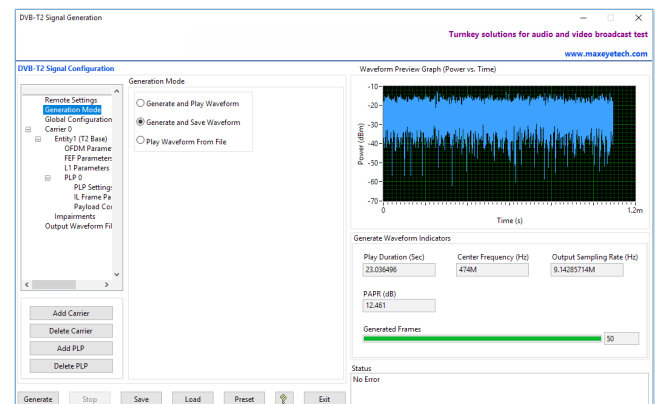 DVB-T2 Signal Generation
Turnkey solutions for audio and video broadcast test
www.maxeyetech.com
DVB-T2 Signal Configuration
Remote Settings
Generation Mode
Global Configuration
Carrier 0
Entity1 (T2 Base)
OFDM Parame
FEF Parameters
L1 Parameters
PLP 0
PLP Settings
IL Frame Pa
Payload Co
Impairments
Output Waveform Fil
Add Carrier
Delete Carrier
Add PLP
Delete PLP
Generation Mode
Generate and Play Waveform
Generate and Save Waveform
Play Waveform From File
Waveform Preview Graph (Power vs. Time)
Power (dBm)
-10-
-20-
-30-
-40-
-50-
-60-
-70-
0
1.2m
Time (s)
Generate Waveform Indicators
Play Duration (Sec) Center Frequency (Hz) Output Sampling Rate (Hz)
23.036496 474M 9.14285714M
PAPR (dB)
12.461
Generated Frames
50
Status
No Error
Generate Stop Save Load Preset ? Exit